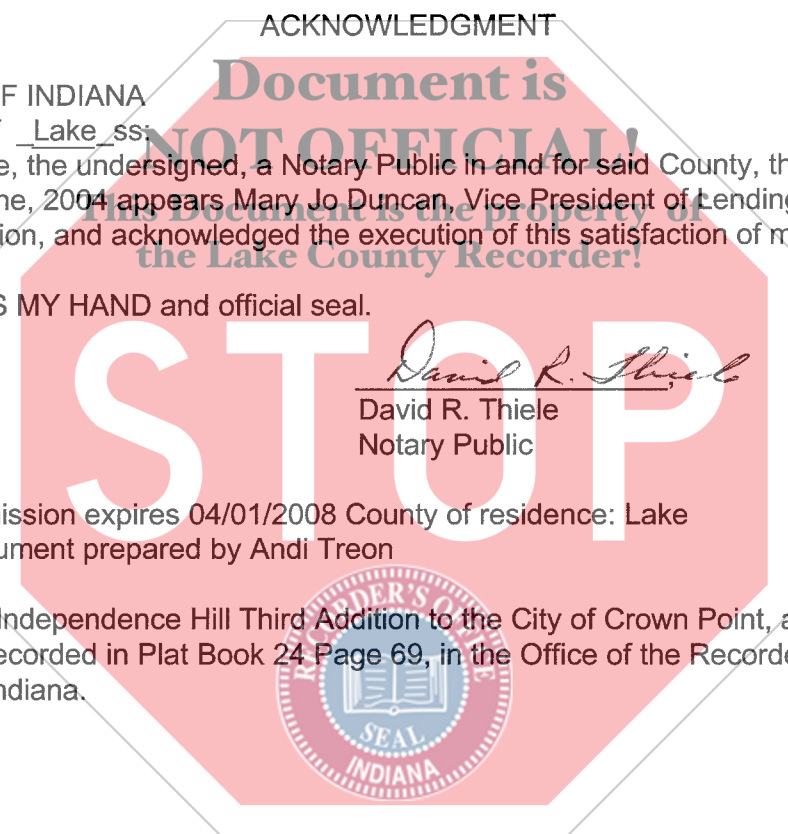 ACKNOWLEDGMENT
Document is
F INDIANA
Lake ss;
NOT OFFICIAL!
e, the undersigned, a Notary Public in and for said County, th
ne, 2004 appears Mary Jo Duncan, Vice President of Lending
This Document is the property of
ion, and acknowledged the execution of this satisfaction of m
the Lake County Recorder!
S MY HAND and official seal.
STOP
David R. Thiele
David R. Thiele
Notary Public
ission expires 04/01/2008 County of residence: Lake
ument prepared by Andi Treon
Independence Hill Third Addition to the City of Crown Point, a
ecorded in Plat Book 24 Page 69, in the Office of the Recorde
ndiana.
RECORDER'S OFFICE
SEAL
INDIANA